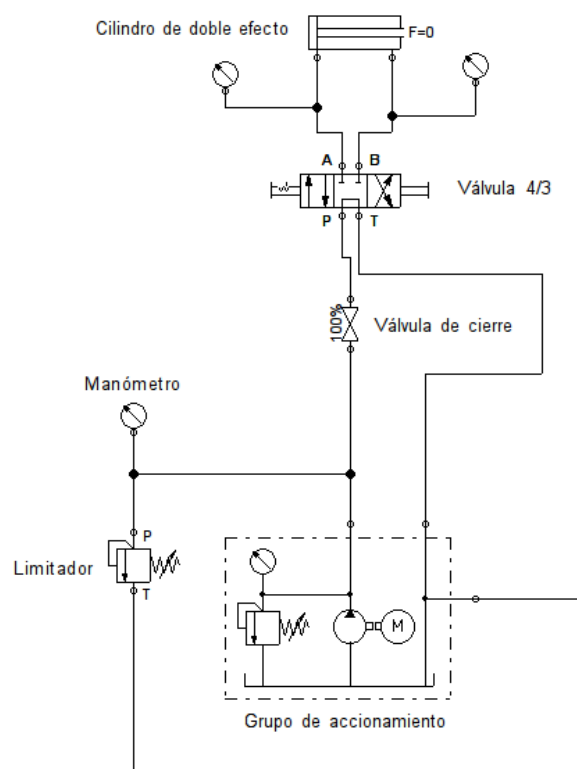 Cilindro de doble efecto
F=0
A B
Válvula 4/3
P T
100%
Válvula de cierre
Manómetro
P
Limitador
T
M
Grupo de accionamiento